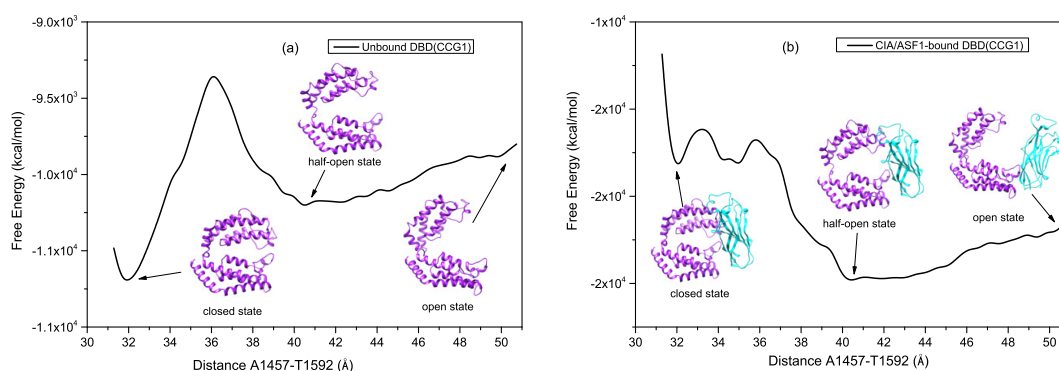 (a)
Unbound DBD(CCG1)
Free Energy (kcal/mol)
-9.0x10³
-9.5x10³
-1.0x10⁴
-1.1x10⁴
-1.1x10⁴
half-open state
closed state
open state
30 32 34 36 38 40 42 44 46 48 50
Distance A1457-T1592 (Å)
(b)
CIA/ASF1-bound DBD(CCG1)
Free Energy (kcal/mol)
-1x10⁴
-2x10⁴
-2x10⁴
-2x10⁴
closed state
half-open state
open state
30 32 34 36 38 40 42 44 46 48 50
Distance A1457-T1592 (Å)